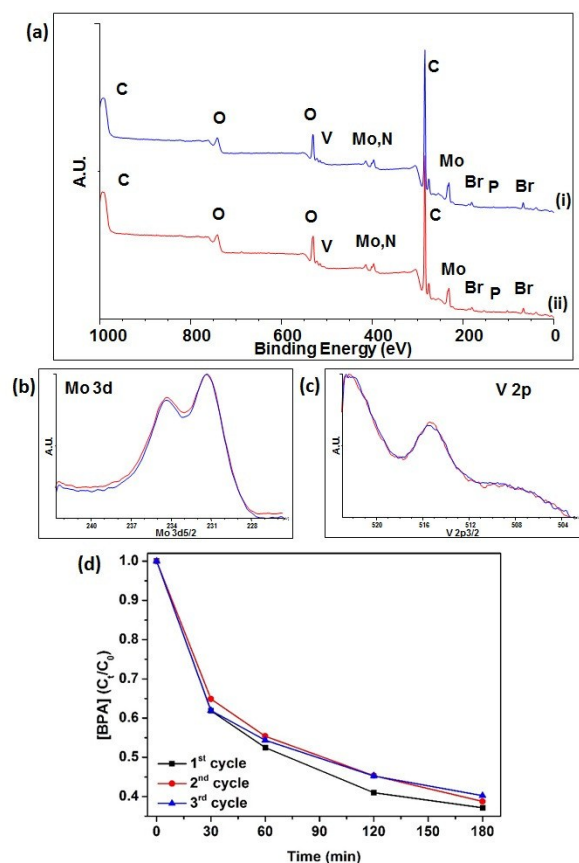 (a)
C
O
O
V
Mo,N
C
Mo
Br P Br
(i)
C
O
O
V
Mo,N
C
Mo
Br P Br
(ii)
A.U.
1000 800 600 400 200 0
Binding Energy (eV)
(b)
Mo 3d
A.U.
240 237 234 231 228
Mo 3d5/2
(c)
V 2p
A.U.
520 516 512 508 504
V 2p3/2
(d)
1.0
0.9
0.8
0.7
0.6
0.5
0.4
[BPA] (Ct/C0)
1st cycle
2nd cycle
3rd cycle
0 30 60 90 120 150 180
Time (min)